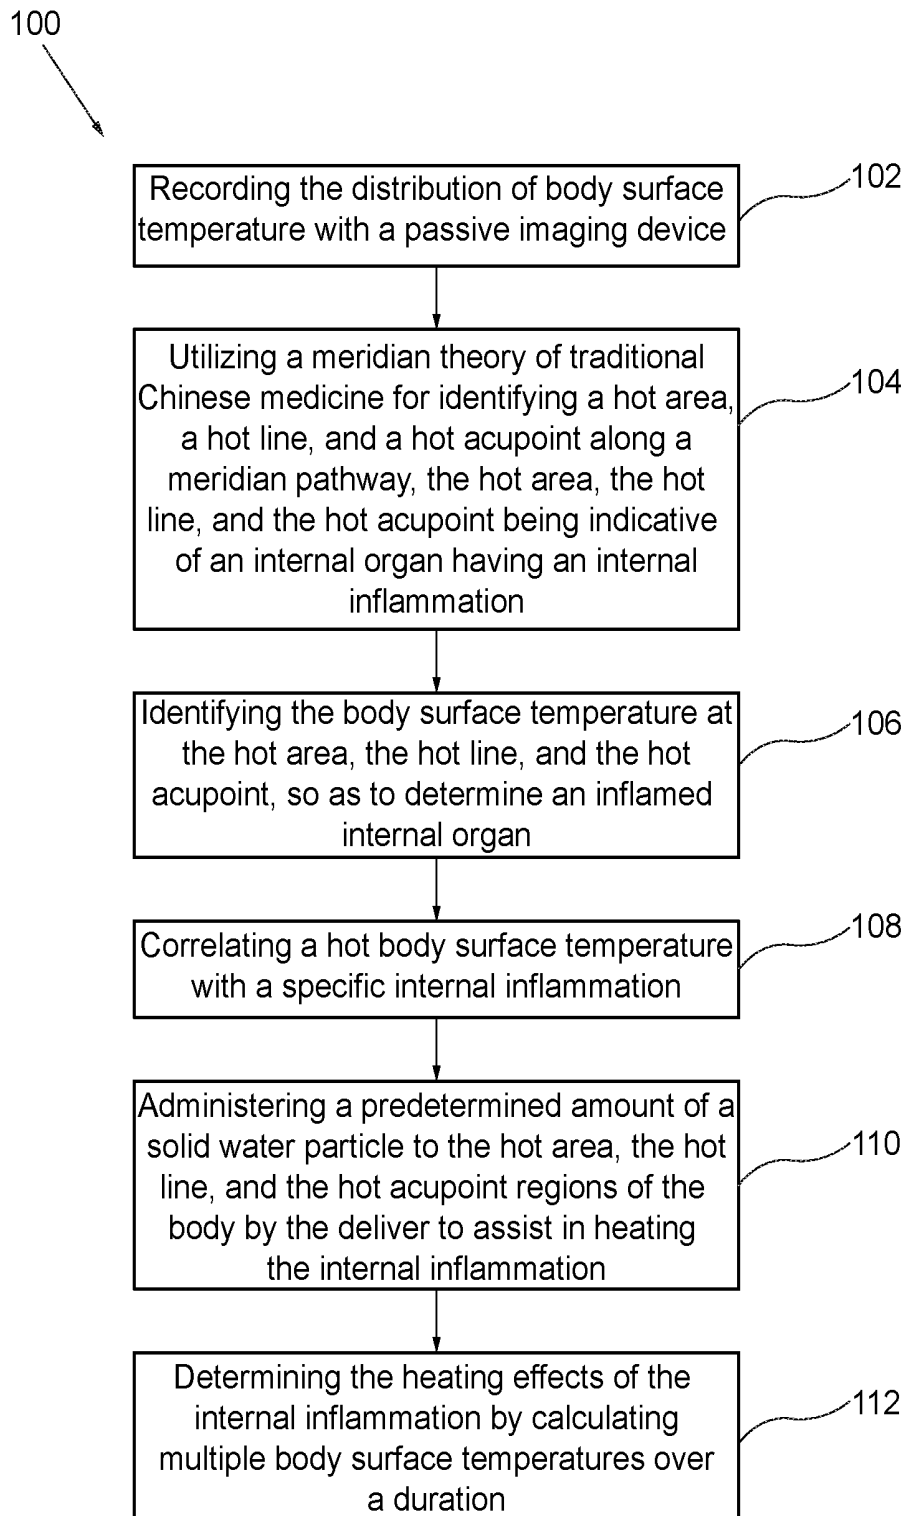 100
Recording the distribution of body surface
temperature with a passive imaging device
102
Utilizing a meridian theory of traditional
Chinese medicine for identifying a hot area,
a hot line, and a hot acupoint along a
meridian pathway, the hot area, the hot
line, and the hot acupoint being indicative
of an internal organ having an internal
inflammation
104
Identifying the body surface temperature at
the hot area, the hot line, and the hot
acupoint, so as to determine an inflamed
internal organ
106
Correlating a hot body surface temperature
with a specific internal inflammation
108
Administering a predetermined amount of a
solid water particle to the hot area, the hot
line, and the hot acupoint regions of the
body by the deliver to assist in heating
the internal inflammation
110
Determining the heating effects of the
internal inflammation by calculating
multiple body surface temperatures over
a duration
112